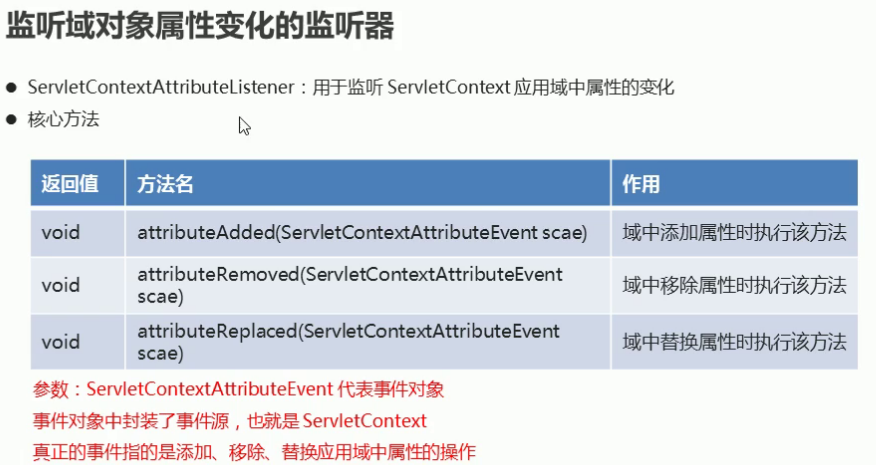 监听域对象属性变化的监听器
● ServletContextAttributeListener：用于监听 ServletContext 应用域中属性的变化
● 核心方法
返回值 方法名 作用
void attributeAdded(ServletContextAttributeEvent scae) 域中添加属性时执行该方法
void attributeRemoved(ServletContextAttributeEvent scae) 域中移除属性时执行该方法
void attributeReplaced(ServletContextAttributeEvent scae) 域中替换属性时执行该方法
参数：ServletContextAttributeEvent 代表事件对象
事件对象中封装了事件源，也就是 ServletContext
真正的事件指的是添加、移除、替换应用域中属性的操作